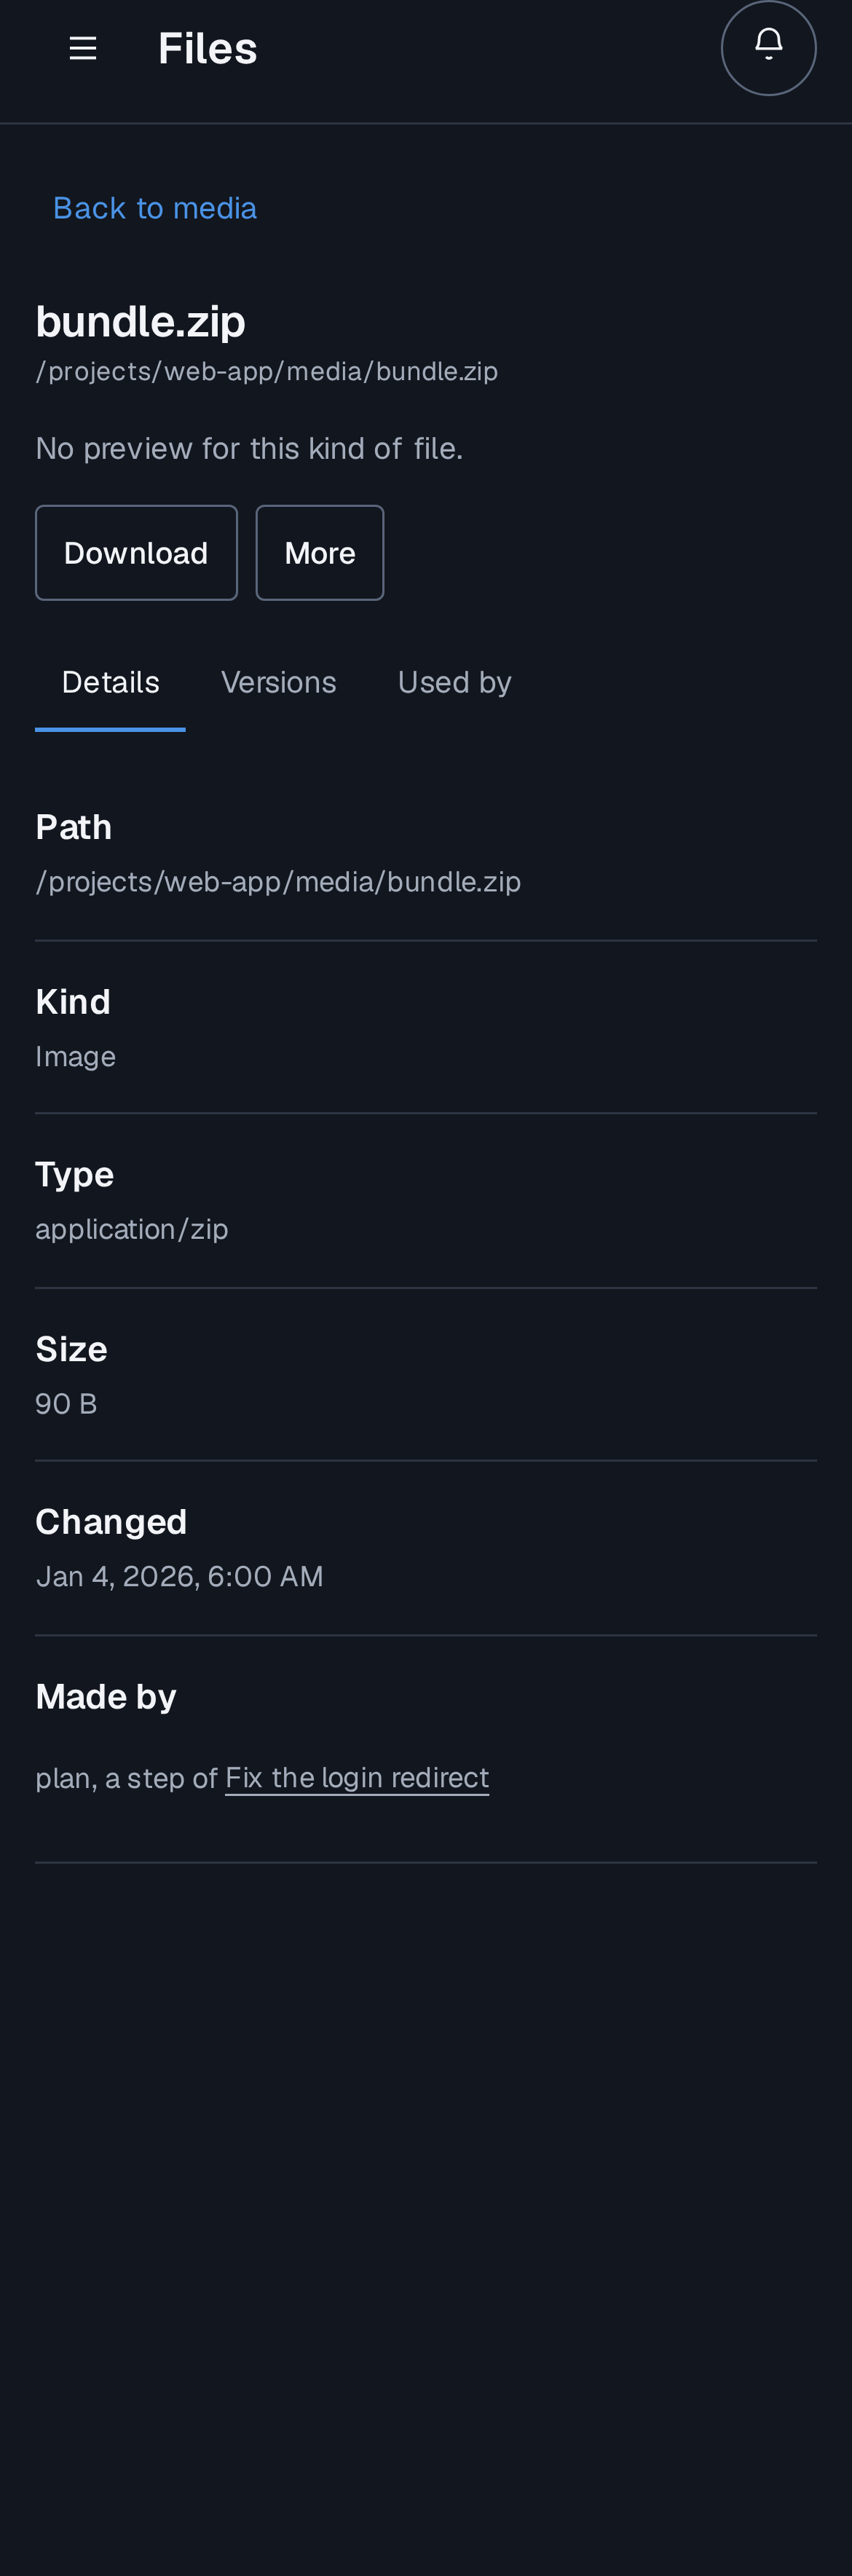 Files
Back to media
bundle.zip
/projects/web-app/media/bundle.zip
No preview for this kind of file.
Download More
Details Versions Used by
Path
/projects/web-app/media/bundle.zip
Kind
Image
Type
application/zip
Size
90 B
Changed
Jan 4, 2026, 6:00 AM
Made by
plan, a step of Fix the login redirect